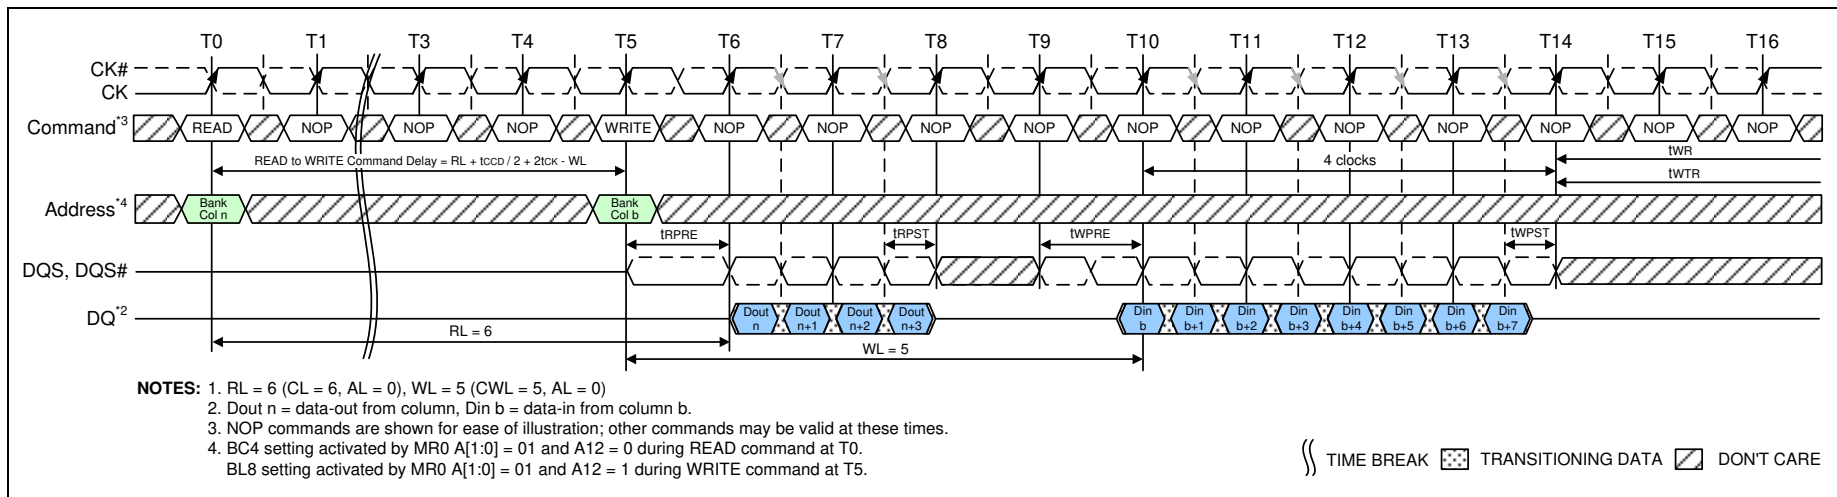 T0 T1 T3 T4 T5 T6 T7 T8 T9 T10 T11 T12 T13 T14 T15 T16
CK#
CK
Command*3 READ NOP NOP NOP WRITE NOP NOP NOP NOP NOP NOP NOP NOP NOP NOP NOP
READ to WRITE Command Delay = RL + tCCD / 2 + 2tCK - WL
4 clocks
tWR
tWTR
Address*4 Bank Col n Bank Col b
tRPRE tRPST tWPRE tWPST
DQS, DQS#
DQ*2 Dout n Dout n+1 Dout n+2 Dout n+3 Din b Din b+1 Din b+2 Din b+3 Din b+4 Din b+5 Din b+6 Din b+7
RL = 6
WL = 5
NOTES: 1. RL = 6 (CL = 6, AL = 0), WL = 5 (CWL = 5, AL = 0)
2. Dout n = data-out from column, Din b = data-in from column b.
3. NOP commands are shown for ease of illustration; other commands may be valid at these times.
4. BC4 setting activated by MR0 A[1:0] = 01 and A12 = 0 during READ command at T0.
BL8 setting activated by MR0 A[1:0] = 01 and A12 = 1 during WRITE command at T5.
TIME BREAK TRANSITIONING DATA DON'T CARE